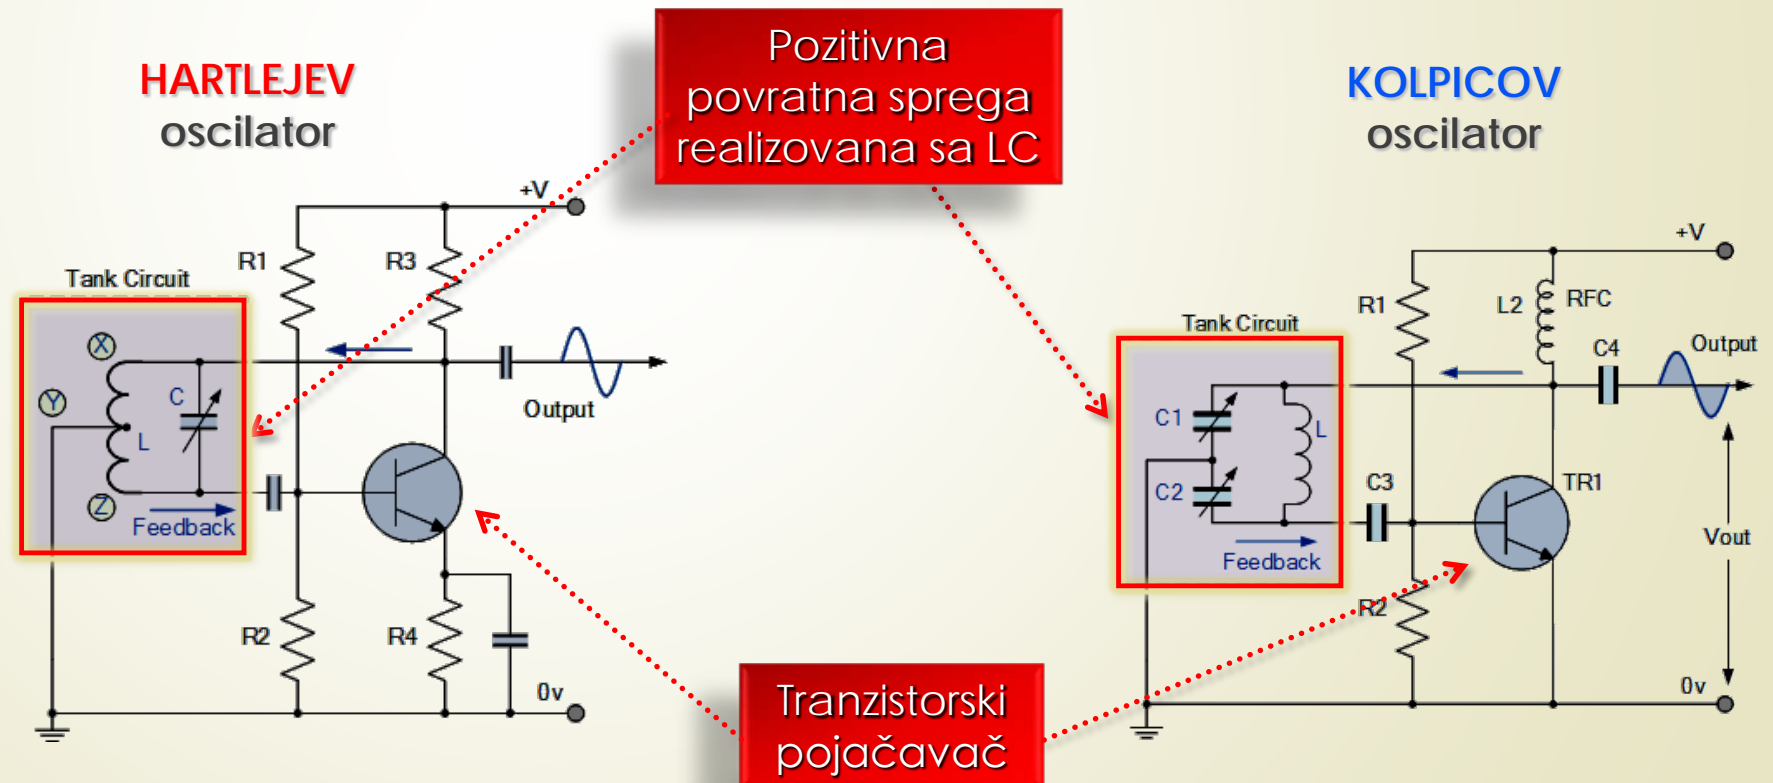 HARTLEJEV
oscilator
Pozitivna
povratna sprega
realizovana sa LC
KOLPICOV
oscilator
+V
R1
R3
Tank Circuit
X
Y
C
L
Z
Feedback
Output
R2
R4
0v
+V
R1
L2
RFC
Tank Circuit
C4
Output
C1
L
C2
C3
TR1
Feedback
Vout
R2
0v
Tranzistorski
pojačavač